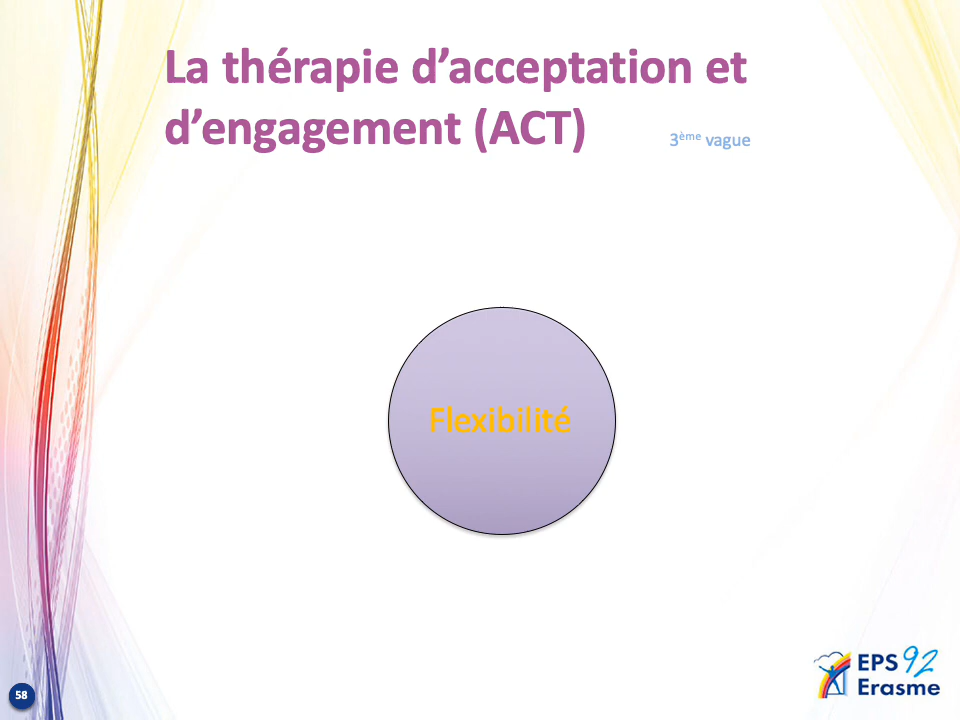 La thérapie d’acceptation et
d’engagement (ACT)
3ème vague
Flexibilité
EPS 92
Erasme
58